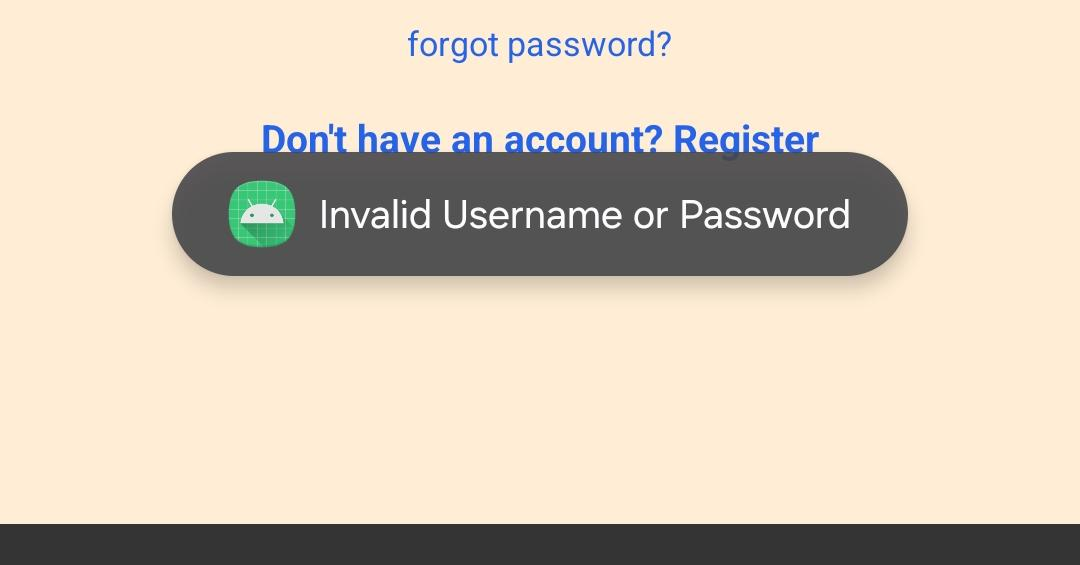 forgot password?
Don't have an account? Register
Invalid Username or Password